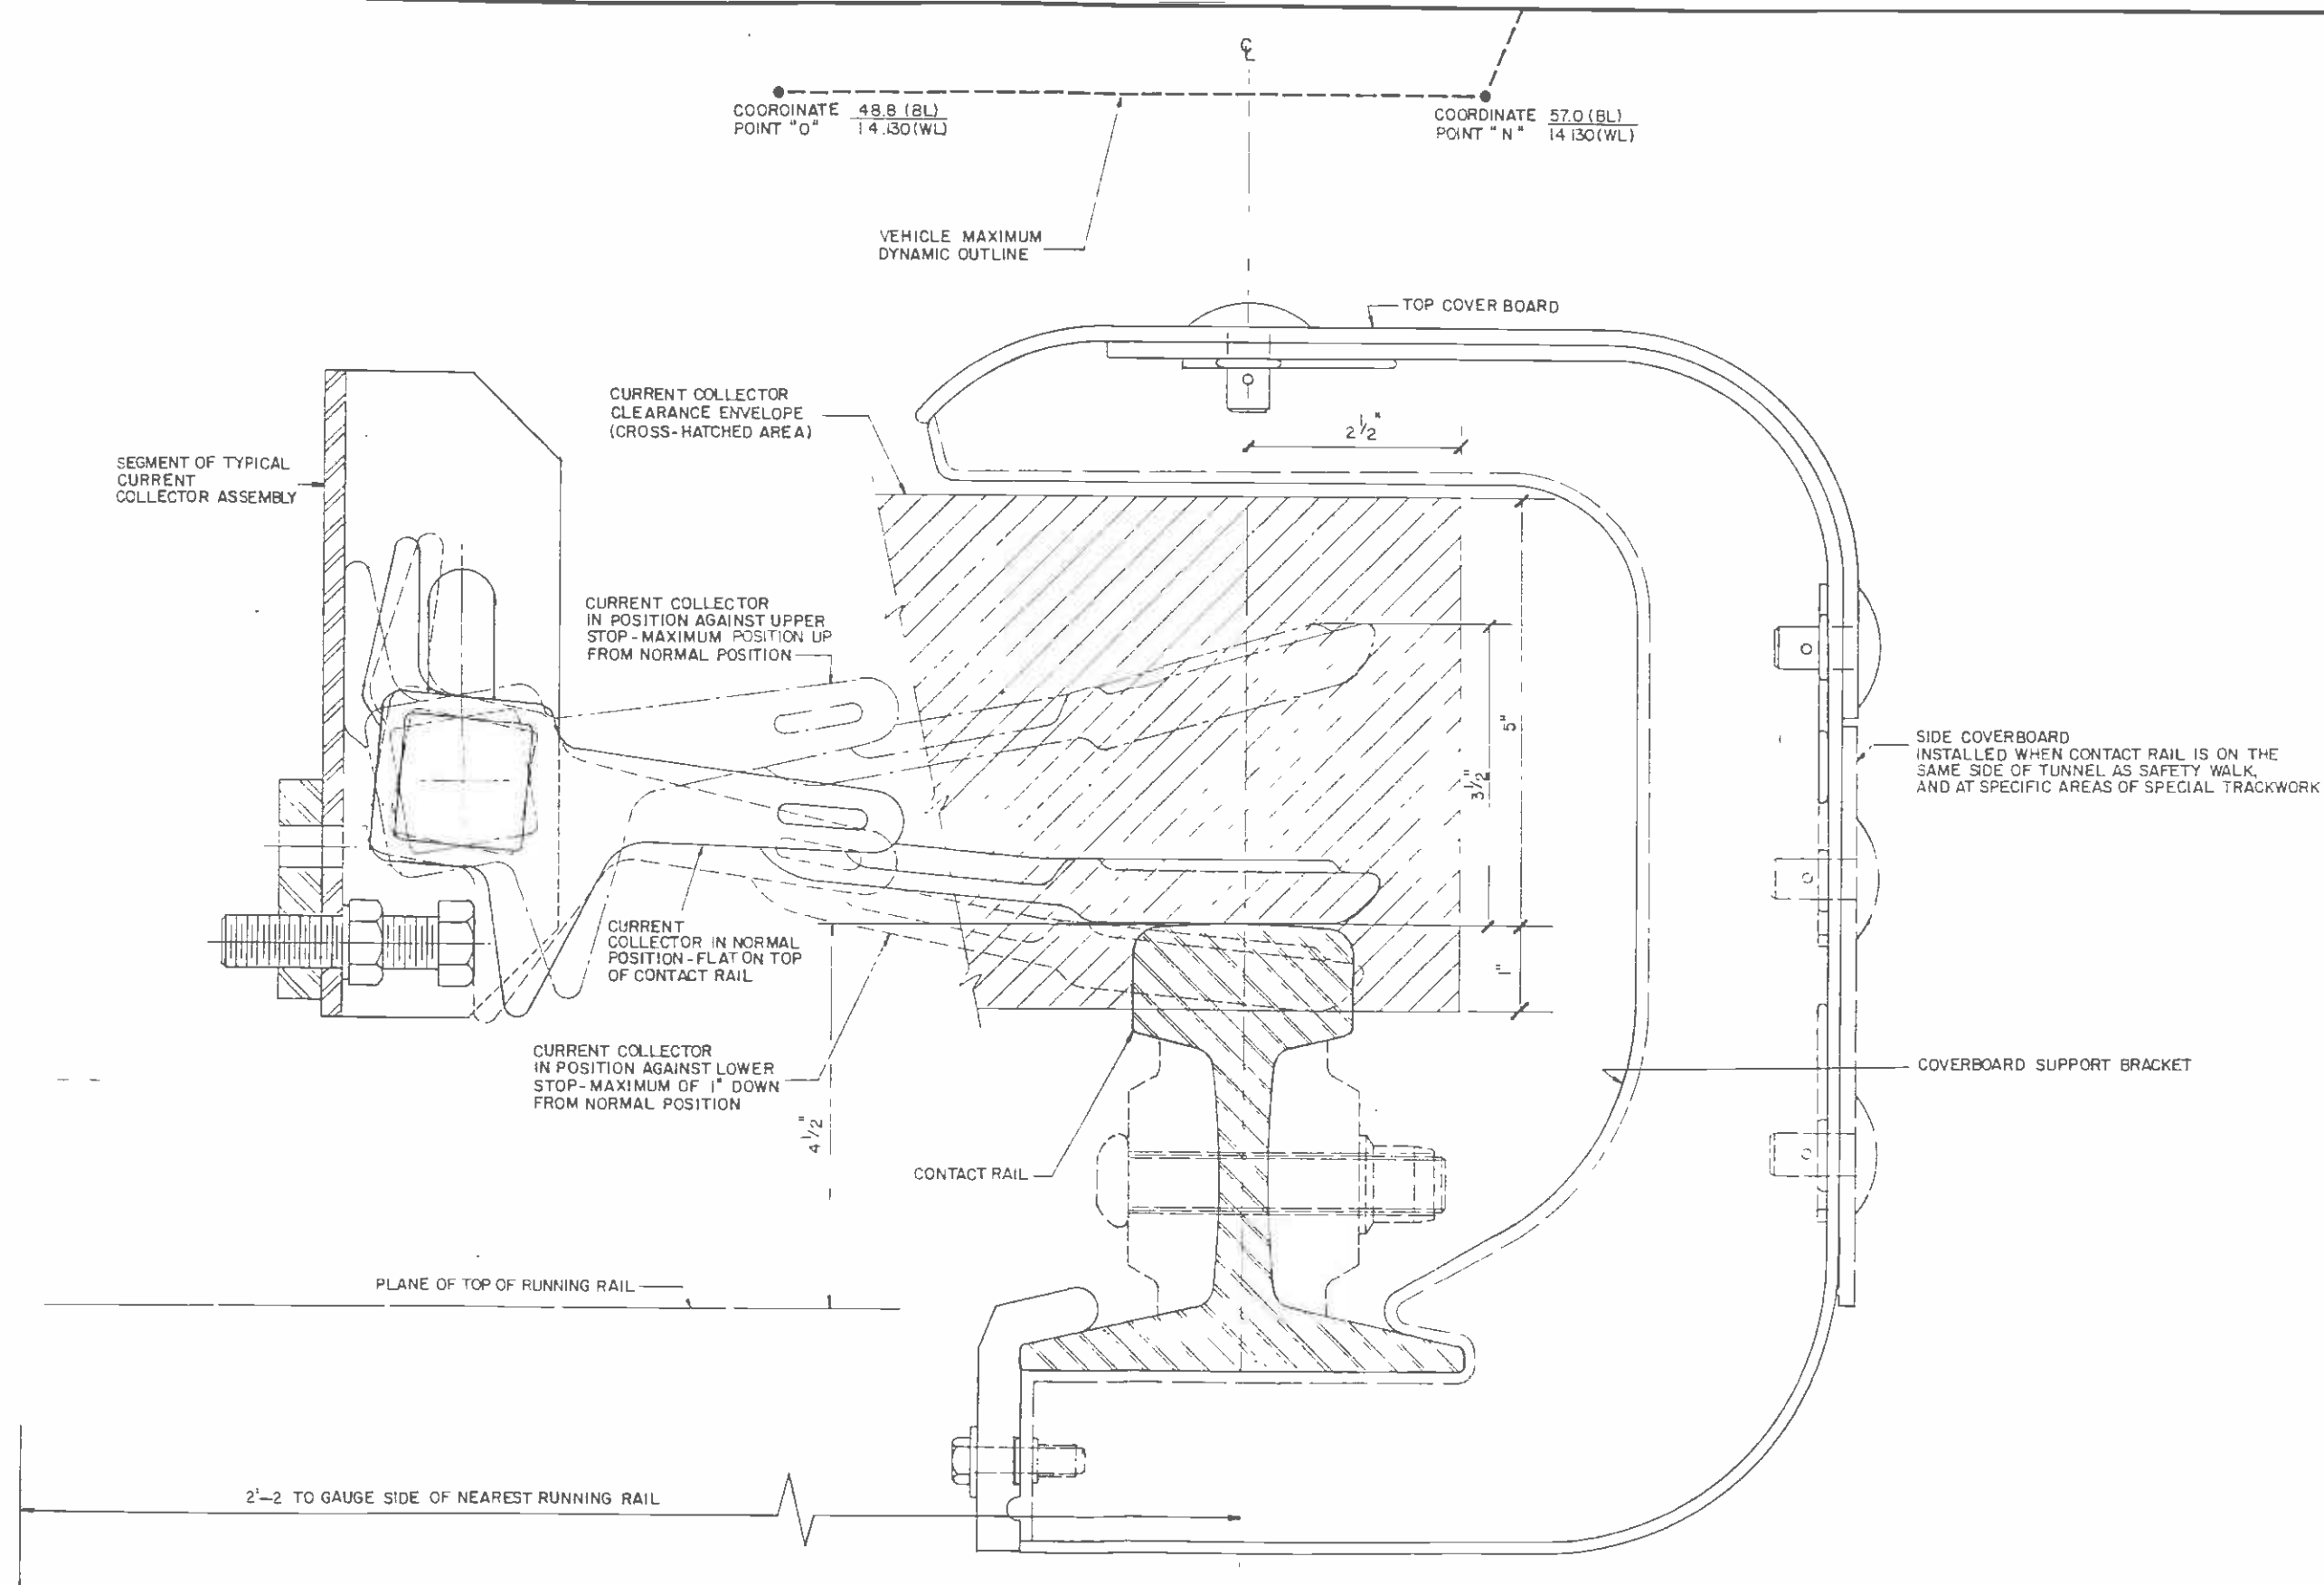 ℄
COORDINATE 48.8 (BL)
POINT "O" 14.130(WL)
COORDINATE 57.0 (BL)
POINT "N" 14 130(WL)
VEHICLE MAXIMUM
DYNAMIC OUTLINE
TOP COVER BOARD
CURRENT COLLECTOR
CLEARANCE ENVELOPE
(CROSS-HATCHED AREA)
2 1/2"
SEGMENT OF TYPICAL
CURRENT
COLLECTOR ASSEMBLY
CURRENT COLLECTOR
IN POSITION AGAINST UPPER
STOP-MAXIMUM POSITION UP
FROM NORMAL POSITION
5"
3 1/2"
SIDE COVERBOARD
INSTALLED WHEN CONTACT RAIL IS ON THE
SAME SIDE OF TUNNEL AS SAFETY WALK,
AND AT SPECIFIC AREAS OF SPECIAL TRACKWORK
CURRENT
COLLECTOR IN NORMAL
POSITION-FLAT ON TOP
OF CONTACT RAIL
1"
CURRENT COLLECTOR
IN POSITION AGAINST LOWER
STOP-MAXIMUM OF 1" DOWN
FROM NORMAL POSITION
COVERBOARD SUPPORT BRACKET
4 1/2"
CONTACT RAIL
PLANE OF TOP OF RUNNING RAIL
2'-2 TO GAUGE SIDE OF NEAREST RUNNING RAIL